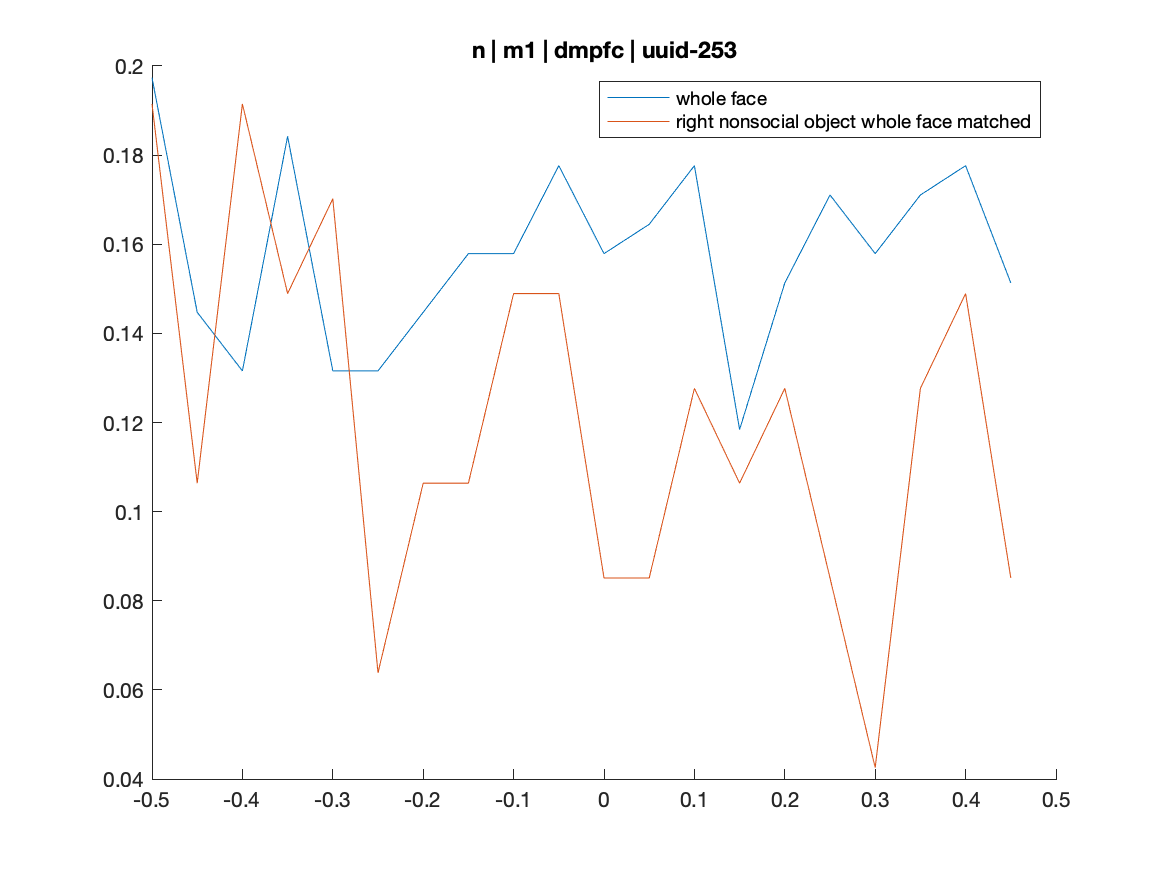 n | m1 | dmpfc | uuid-253
whole face
right nonsocial object whole face matched
0.2
0.18
0.16
0.14
0.12
0.1
0.08
0.06
0.04
-0.5 -0.4 -0.3 -0.2 -0.1 0 0.1 0.2 0.3 0.4 0.5